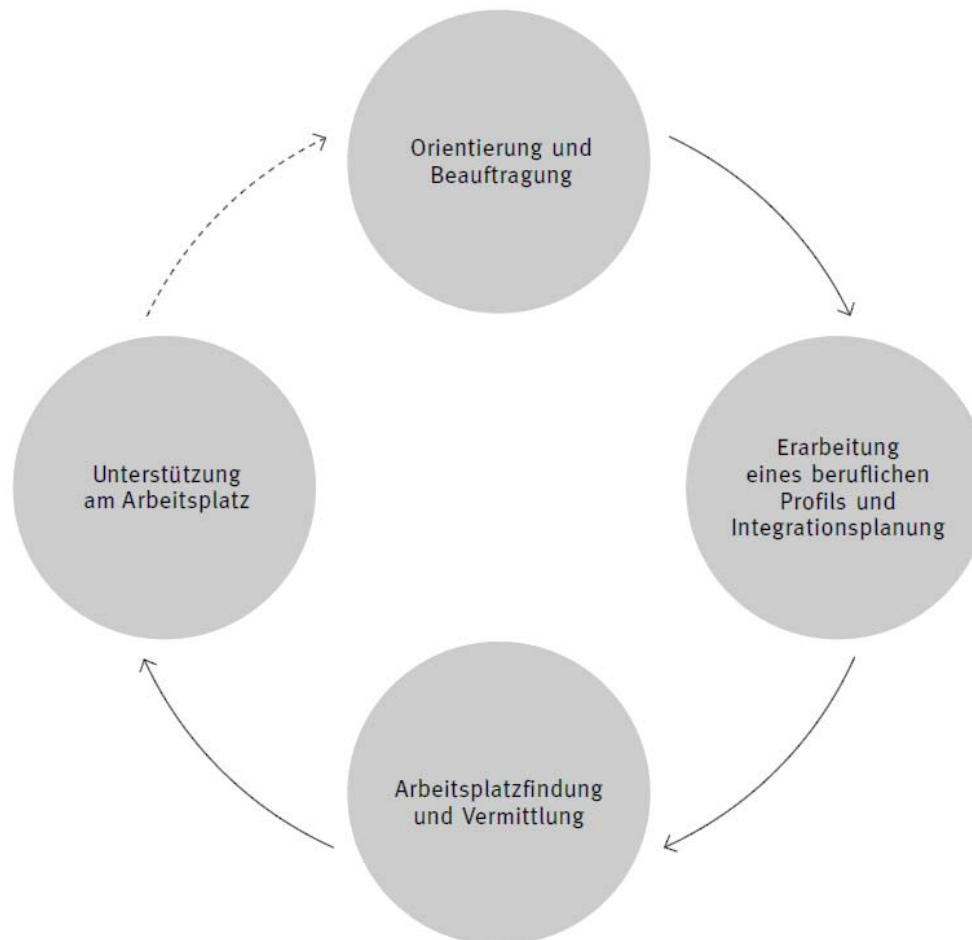 Orientierung und
Beauftragung
Erarbeitung
eines beruflichen
Profils und
Integrationsplanung
Arbeitsplatzfindung
und Vermittlung
Unterstützung
am Arbeitsplatz